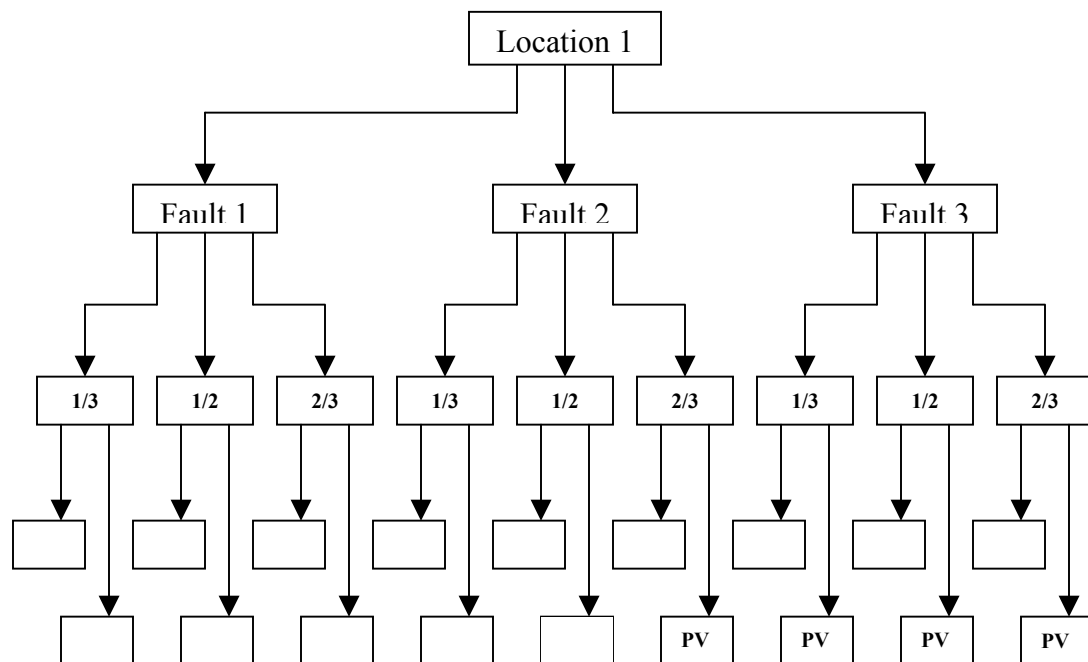 Location 1
Fault 1 Fault 2 Fault 3
1/3 1/2 2/3 1/3 1/2 2/3 1/3 1/2 2/3
PV PV PV PV